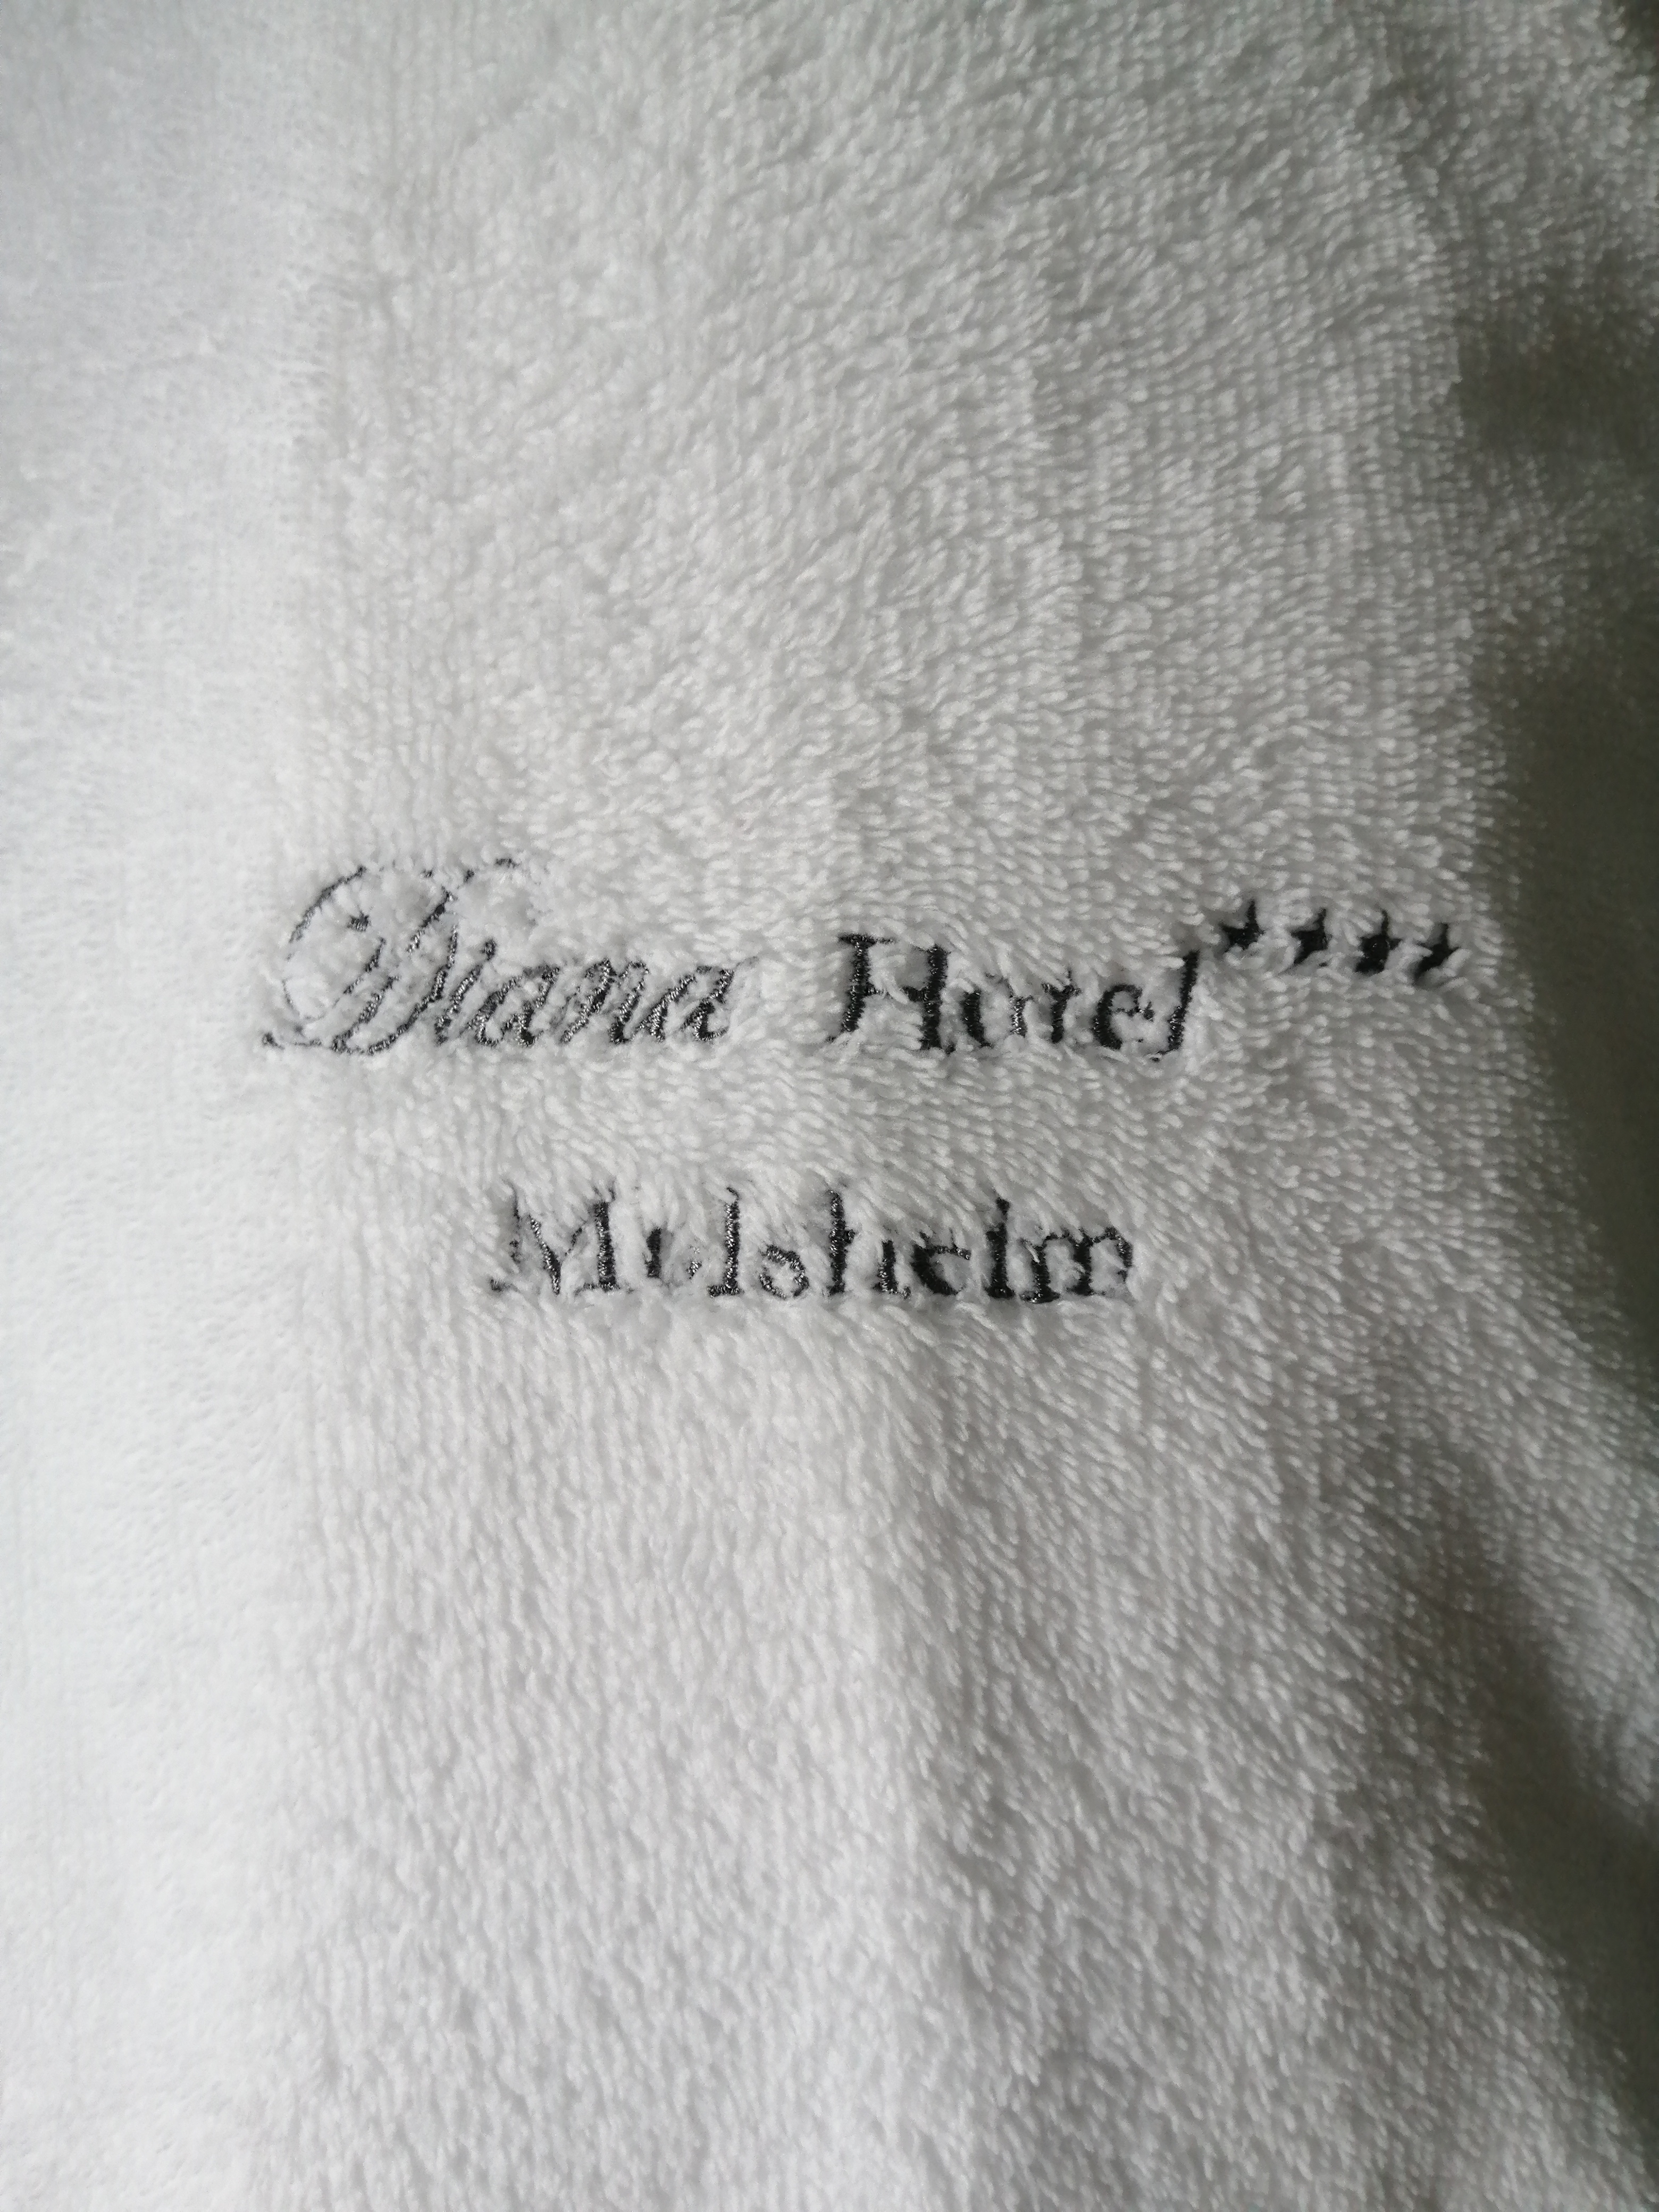 Diana Hotel****
Molsheim